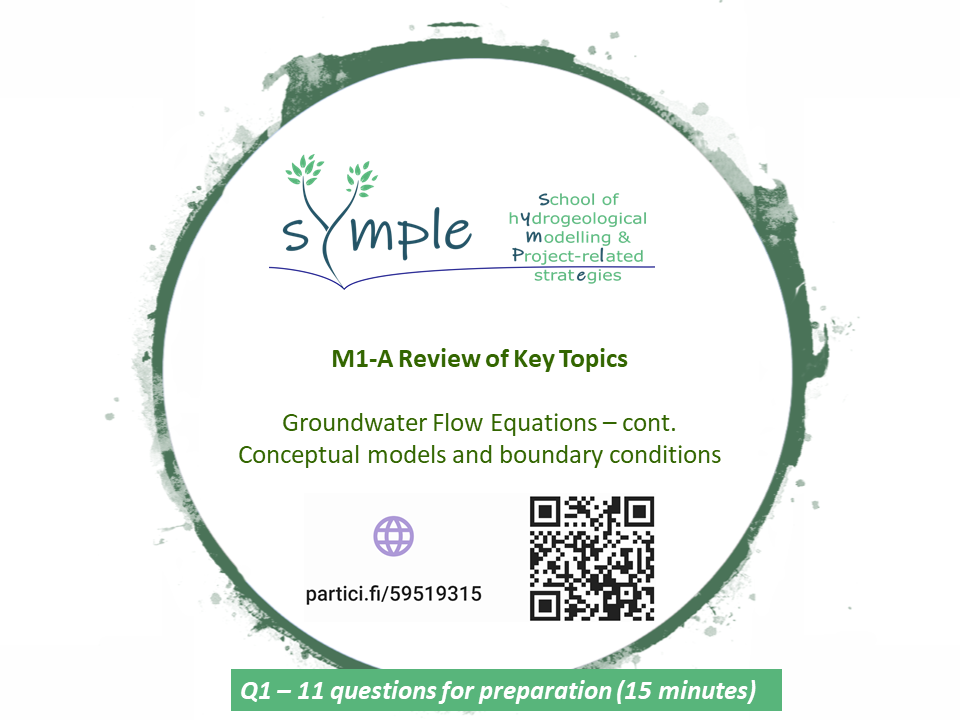 sYmple
School of
hYdrogeological
modelling &
Project-related
strategies
M1-A Review of Key Topics
Groundwater Flow Equations – cont.
Conceptual models and boundary conditions
partici.fi/59519315
Q1 – 11 questions for preparation (15 minutes)